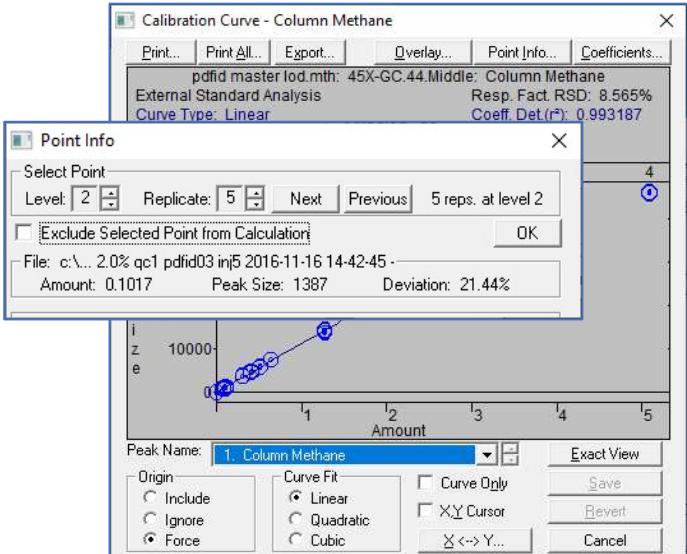 Calibration Curve - Column Methane
Print... Print All... Export... Overlay... Point Info... Coefficients...
pdfid master lod.mth: 45X-GC.44.Middle: Column Methane
External Standard Analysis Resp. Fact. RSD: 8.565%
Curve Type: Linear Coeff. Det.(r²): 0.993187
Point Info
Select Point
Level: 2 Replicate: 5 Next Previous 5 reps. at level 2
Exclude Selected Point from Calculation OK
File: c:\... 2.0% qc1 pdfid03 inj5 2016-11-16 14-42-45 -
Amount: 0.1017 Peak Size: 1387 Deviation: 21.44%
4
i
z
e
10000
0
1 2 3 4 5
Amount
Peak Name: 1. Column Methane Exact View
Origin Curve Fit
Include Linear Curve Only Save
Ignore Quadratic X,Y Cursor Revert
Force Cubic X <--> Y... Cancel